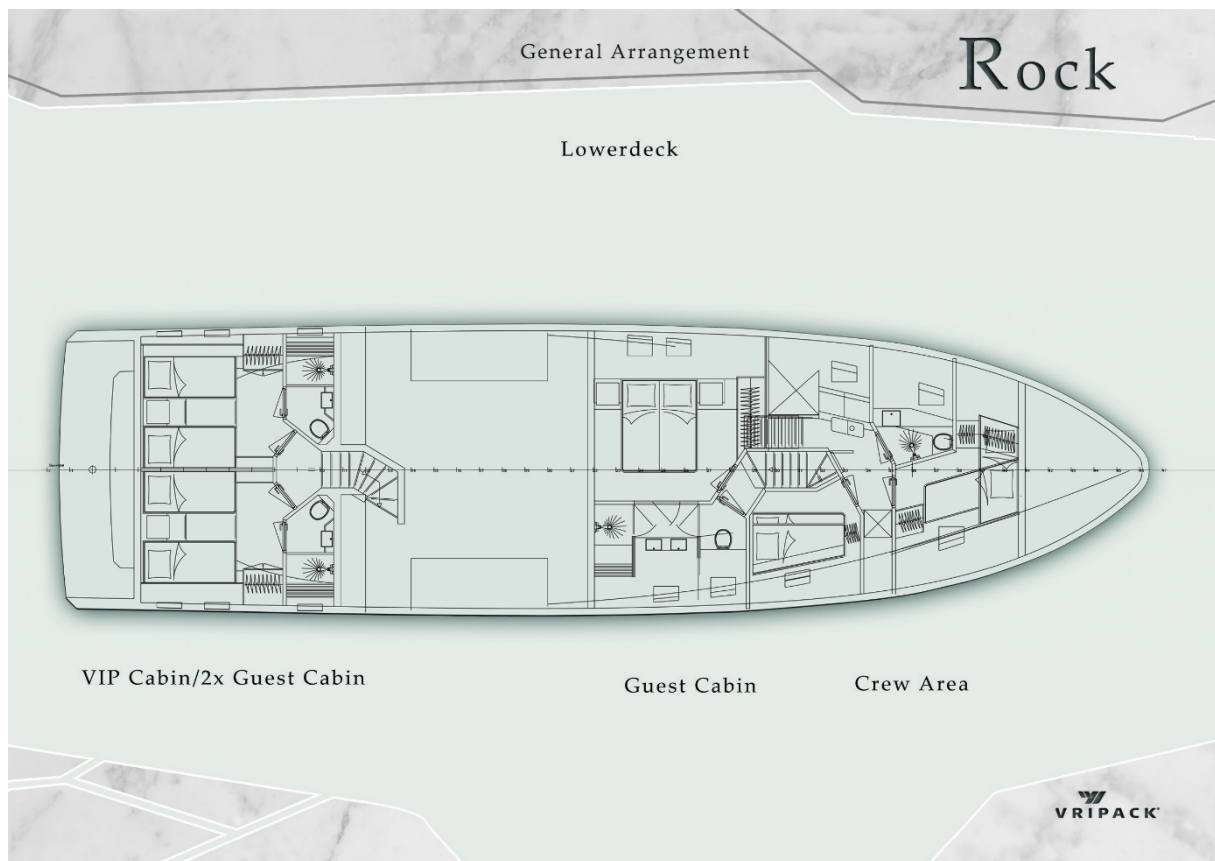 General Arrangement
Rock
Lowerdeck
VIP Cabin/2x Guest Cabin
Guest Cabin
Crew Area
VRIPACK